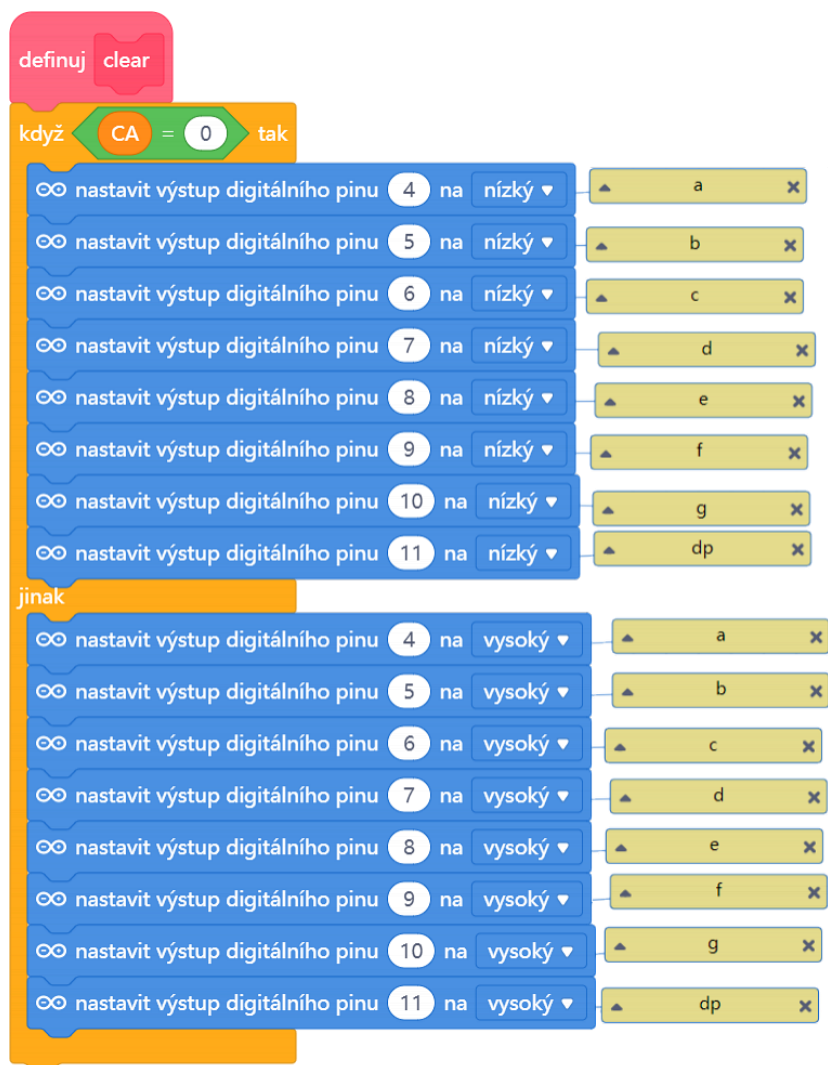 definuj clear
když CA = 0 tak
nastavit výstup digitálního pinu 4 na nízký a
nastavit výstup digitálního pinu 5 na nízký b
nastavit výstup digitálního pinu 6 na nízký c
nastavit výstup digitálního pinu 7 na nízký d
nastavit výstup digitálního pinu 8 na nízký e
nastavit výstup digitálního pinu 9 na nízký f
nastavit výstup digitálního pinu 10 na nízký g
nastavit výstup digitálního pinu 11 na nízký dp
jinak
nastavit výstup digitálního pinu 4 na vysoký a
nastavit výstup digitálního pinu 5 na vysoký b
nastavit výstup digitálního pinu 6 na vysoký c
nastavit výstup digitálního pinu 7 na vysoký d
nastavit výstup digitálního pinu 8 na vysoký e
nastavit výstup digitálního pinu 9 na vysoký f
nastavit výstup digitálního pinu 10 na vysoký g
nastavit výstup digitálního pinu 11 na vysoký dp